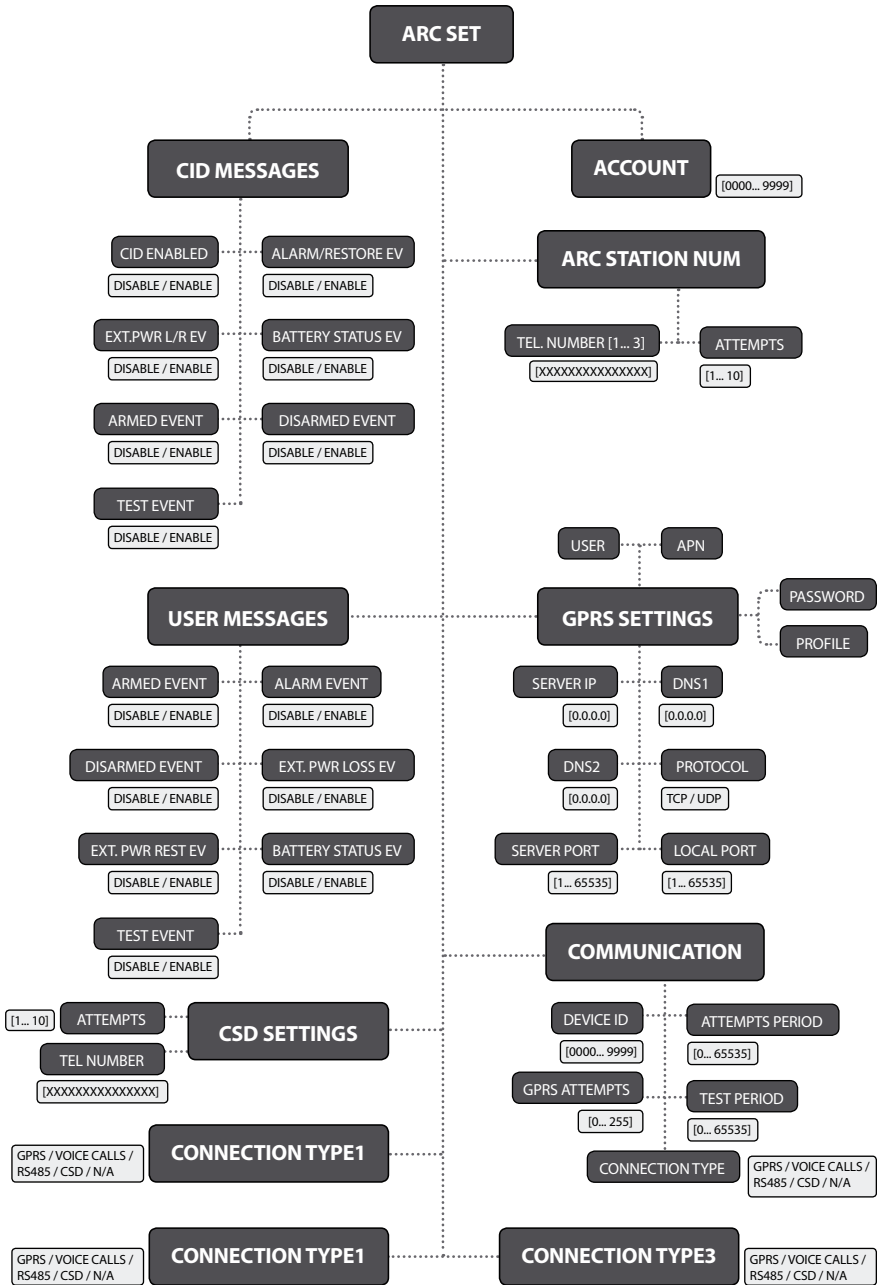 ARC SET
CID MESSAGES
ACCOUNT
[0000... 9999]
CID ENABLED
DISABLE / ENABLE
ALARM/RESTORE EV
DISABLE / ENABLE
EXT.PWR L/R EV
DISABLE / ENABLE
BATTERY STATUS EV
DISABLE / ENABLE
ARMED EVENT
DISABLE / ENABLE
DISARMED EVENT
DISABLE / ENABLE
TEST EVENT
DISABLE / ENABLE
ARC STATION NUM
TEL. NUMBER [1... 3]
[XXXXXXXXXXXXXXX]
ATTEMPTS
[1... 10]
USER MESSAGES
ARMED EVENT
DISABLE / ENABLE
ALARM EVENT
DISABLE / ENABLE
DISARMED EVENT
DISABLE / ENABLE
EXT. PWR LOSS EV
DISABLE / ENABLE
EXT. PWR REST EV
DISABLE / ENABLE
BATTERY STATUS EV
DISABLE / ENABLE
TEST EVENT
DISABLE / ENABLE
USER
APN
GPRS SETTINGS
PASSWORD
PROFILE
SERVER IP
[0.0.0.0]
DNS1
[0.0.0.0]
DNS2
[0.0.0.0]
PROTOCOL
TCP / UDP
SERVER PORT
[1... 65535]
LOCAL PORT
[1... 65535]
CSD SETTINGS
[1... 10]
ATTEMPTS
TEL NUMBER
[XXXXXXXXXXXXXXX]
COMMUNICATION
DEVICE ID
[0000... 9999]
ATTEMPTS PERIOD
[0... 65535]
GPRS ATTEMPTS
[0... 255]
TEST PERIOD
[0... 65535]
CONNECTION TYPE
GPRS / VOICE CALLS /
RS485 / CSD / N/A
CONNECTION TYPE1
GPRS / VOICE CALLS /
RS485 / CSD / N/A
CONNECTION TYPE1
GPRS / VOICE CALLS /
RS485 / CSD / N/A
CONNECTION TYPE3
GPRS / VOICE CALLS /
RS485 / CSD / N/A